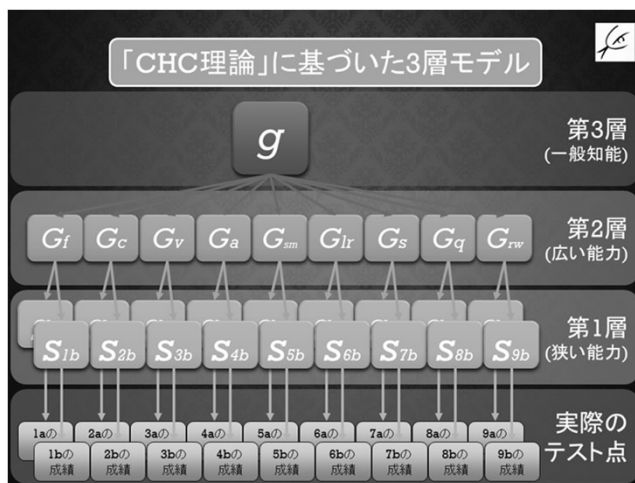 「CHC理論」に基づいた3層モデル
g
第3層
(一般知能)
Gf Gc Gv Ga Gsm Glr Gs Gq Grw
第2層
(広い能力)
S1b S2b S3b S4b S5b S6b S7b S8b S9b
第1層
(狭い能力)
1aの 2aの 3aの 4aの 5aの 6aの 7aの 8aの 9aの
1bの 2bの 3bの 4bの 5bの 6bの 7bの 8bの 9bの
成績 成績 成績 成績 成績 成績 成績 成績 成績
実際の
テスト点